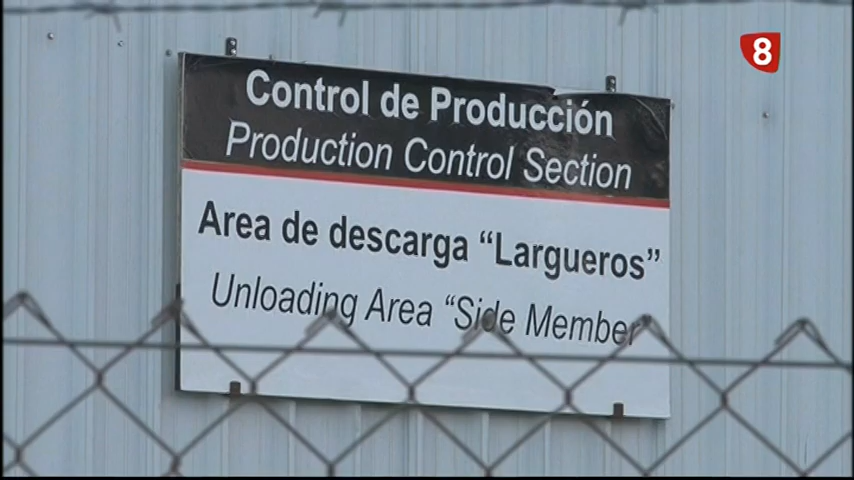 8
Control de Producción
Production Control Section
Area de descarga “Largueros”
Unloading Area “Side Member”